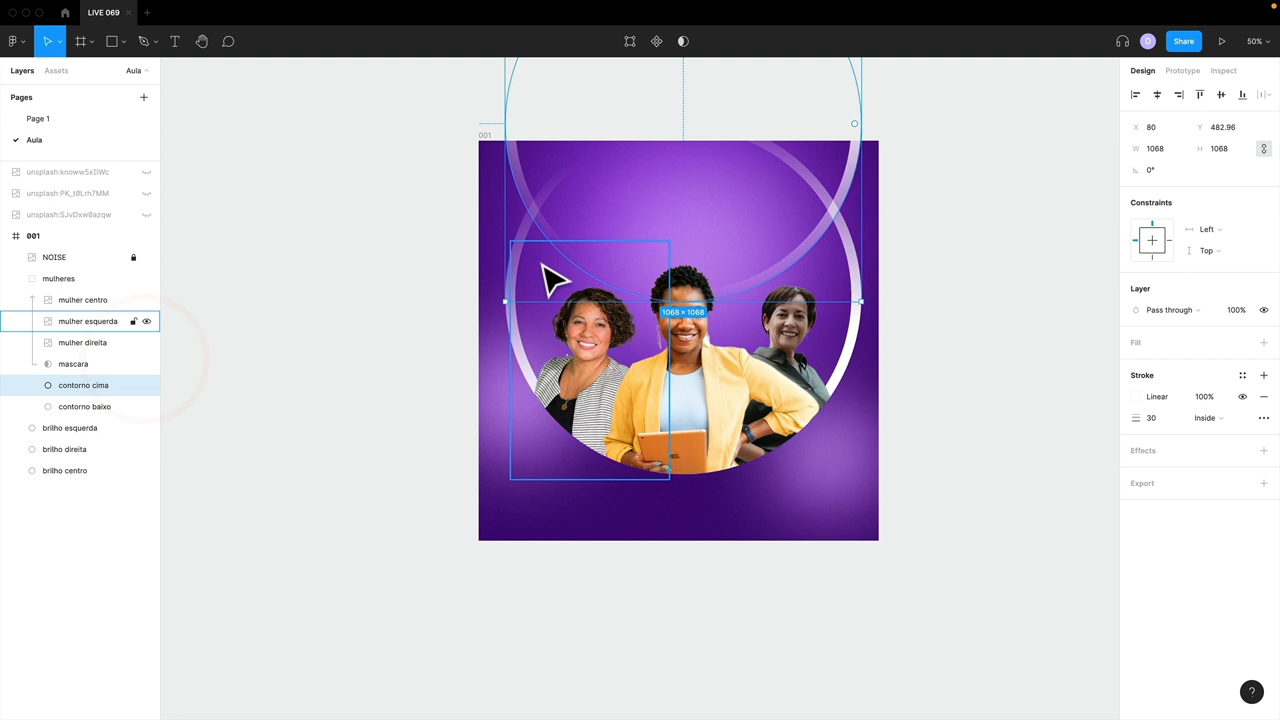 LIVE 069
D
Share
50%
Layers
Assets
Aula
Pages
Page 1
Aula
unsplash:knoww5xIlWc
unsplash:PK_t0Lrh7MM
unsplash:SJvDxw0azqw
001
NOISE
mulheres
mulher centro
mulher esquerda
mulher direita
mascara
contorno cima
contorno baixo
brilho esquerda
brilho direita
brilho centro
001
1068 × 1068
Design
Prototype
Inspect
X 80 Y 482.96
W 1068 H 1068
0°
Constraints
Left
Top
Layer
Pass through 100%
Fill
Stroke
Linear 100%
30 Inside
Effects
Export
?